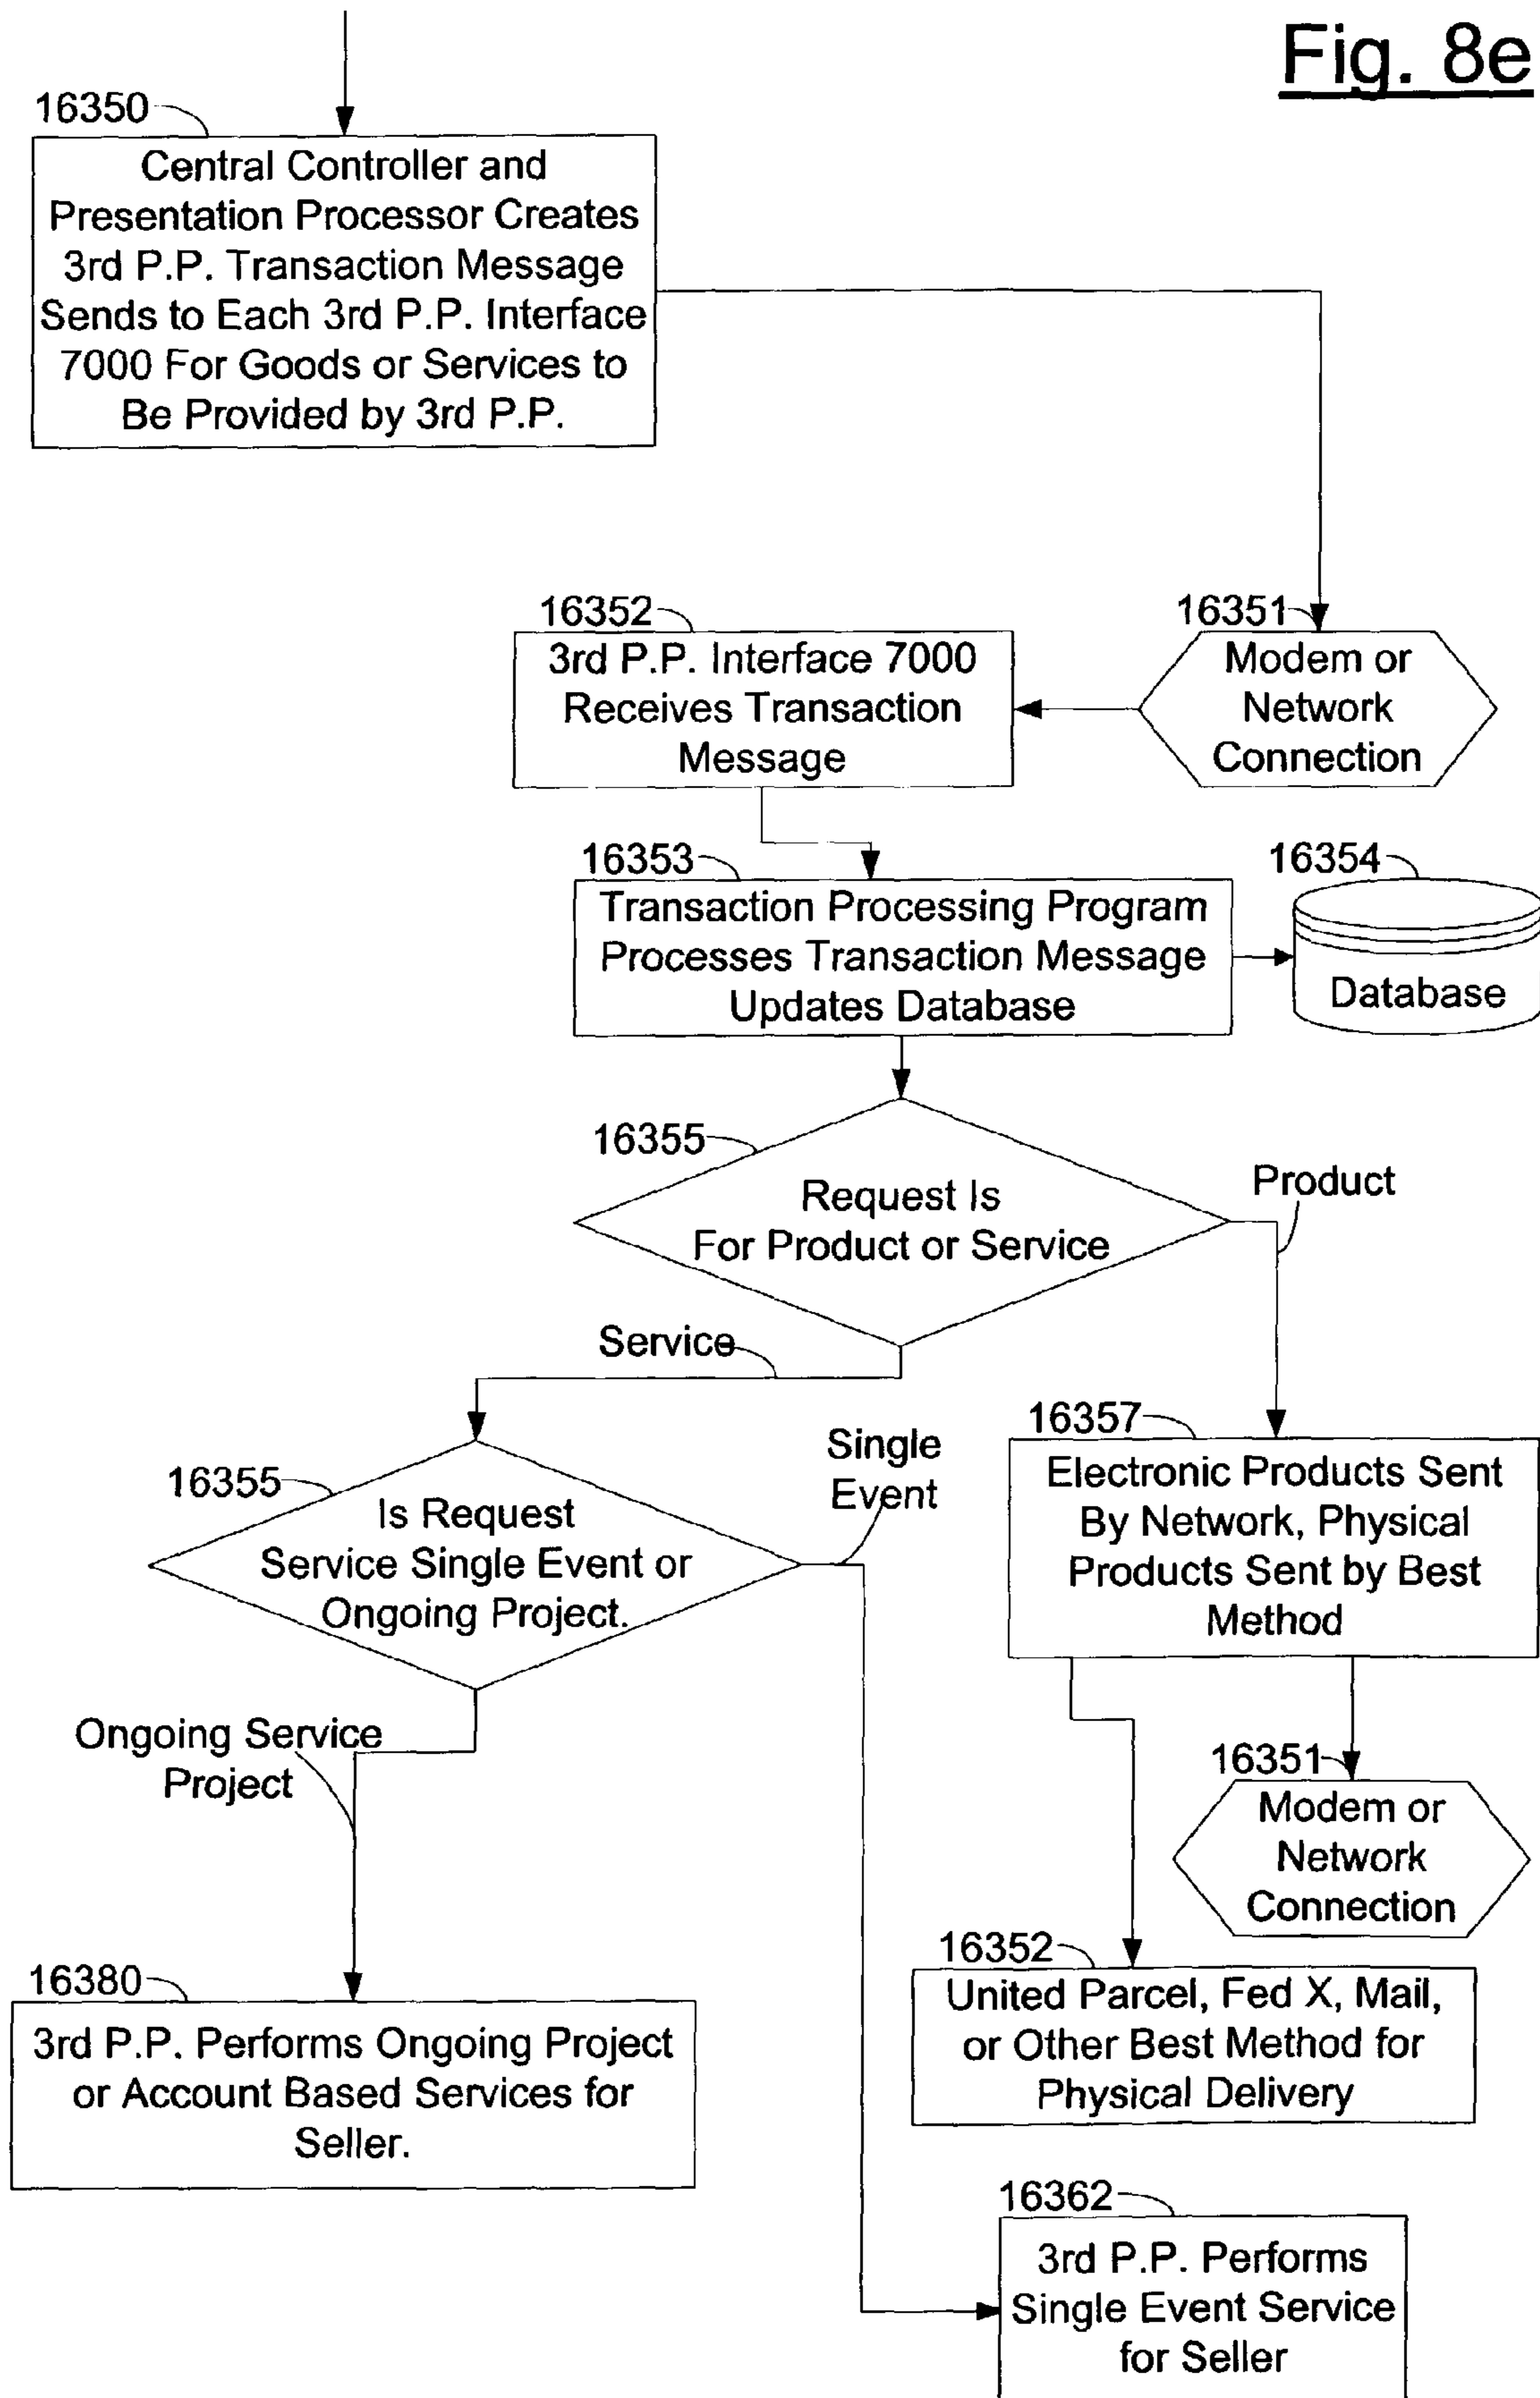 Fig. 8e
16350
Central Controller and
Presentation Processor Creates
3rd P.P. Transaction Message
Sends to Each 3rd P.P. Interface
7000 For Goods or Services to
Be Provided by 3rd P.P.
16352
3rd P.P. Interface 7000
Receives Transaction
Message
16351
Modem or
Network
Connection
16353
Transaction Processing Program
Processes Transaction Message
Updates Database
16354
Database
16355
Request Is
For Product or Service
Product
Service
16355
Is Request
Service Single Event or
Ongoing Project.
Single
Event
16357
Electronic Products Sent
By Network, Physical
Products Sent by Best
Method
Ongoing Service
Project
16351
Modem or
Network
Connection
16352
United Parcel, Fed X, Mail,
or Other Best Method for
Physical Delivery
16380
3rd P.P. Performs Ongoing Project
or Account Based Services for
Seller.
16362
3rd P.P. Performs
Single Event Service
for Seller